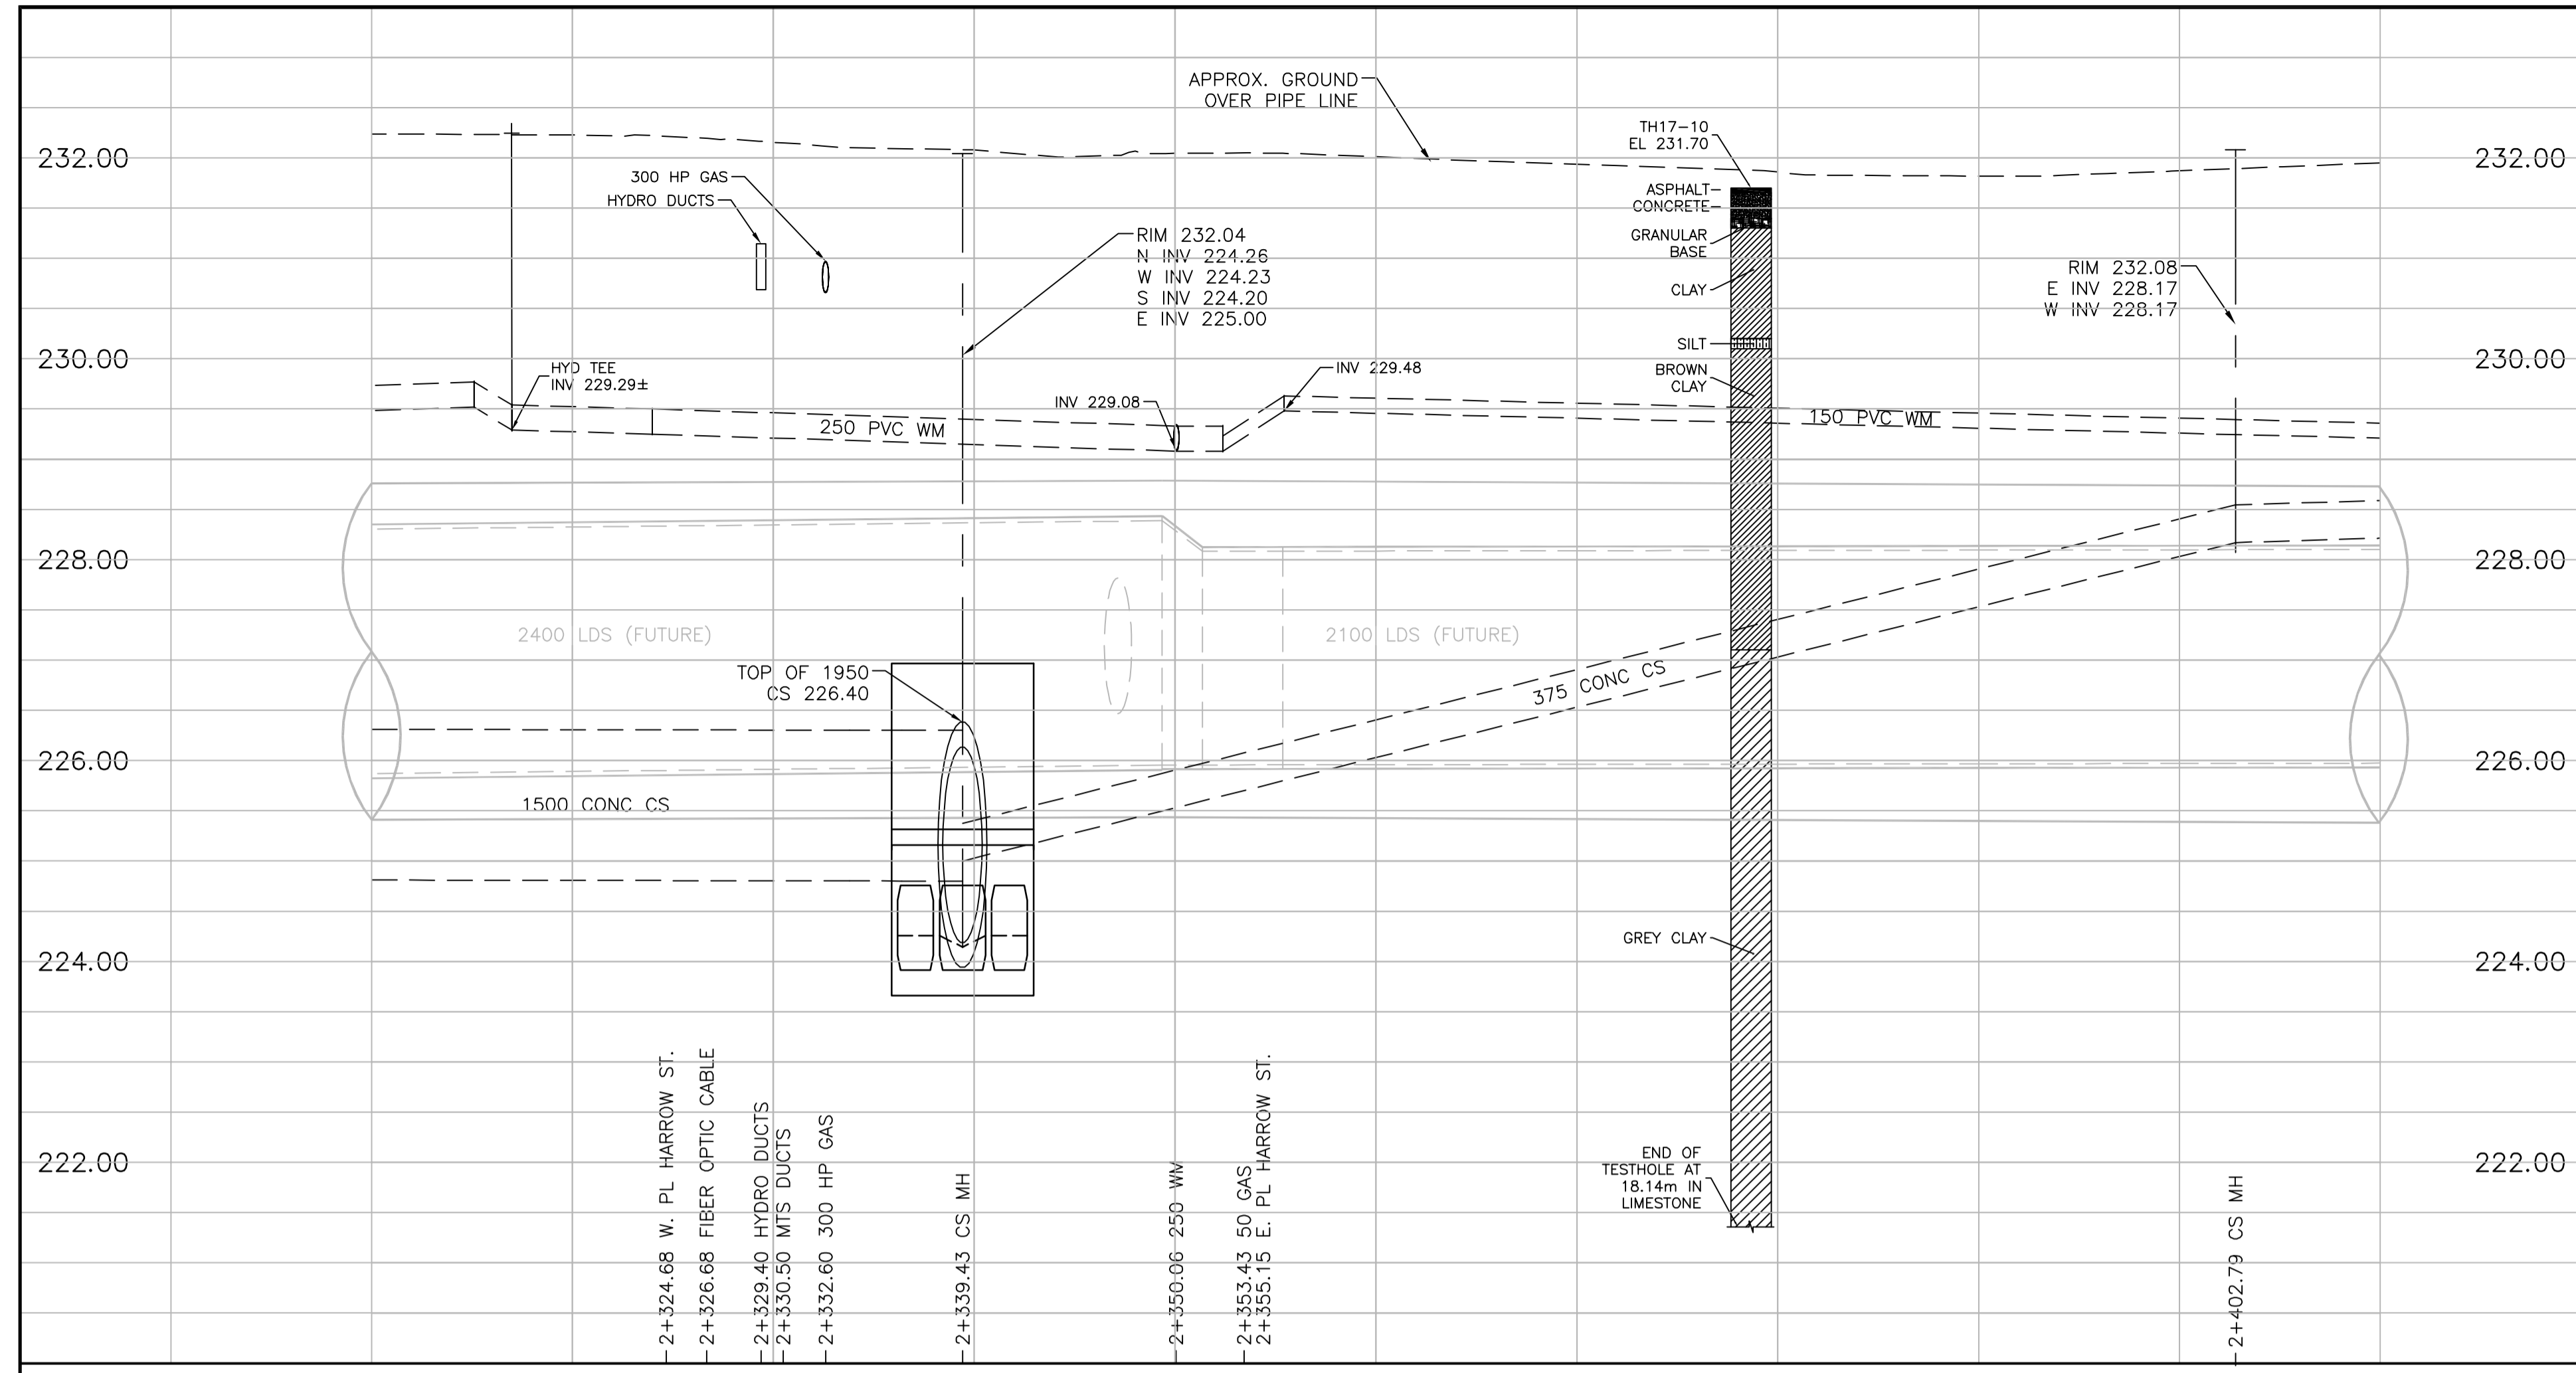 APPROX. GROUND
OVER PIPE LINE
TH17-10
EL 231.70
232.00
232.00
300 HP GAS
HYDRO DUCTS
ASPHALT
CONCRETE
GRANULAR
BASE
RIM 232.04
N INV 224.26
W INV 224.23
S INV 224.20
E INV 225.00
CLAY
RIM 232.08
E INV 228.17
W INV 228.17
SILT
230.00
230.00
HYD TEE
INV 229.29±
INV 229.48
BROWN
CLAY
INV 229.08
250 PVC WM
150 PVC WM
228.00
228.00
2400 LDS (FUTURE)
2100 LDS (FUTURE)
TOP OF 1950
CS 226.40
375 CONC CS
226.00
226.00
1500 CONC CS
GREY CLAY
224.00
224.00
END OF
TESTHOLE AT
18.14m IN
LIMESTONE
222.00
222.00
2+324.68 W. PL HARROW ST.
2+326.68 FIBER OPTIC CABLE
2+329.40 HYDRO DUCTS
2+330.50 MTS DUCTS
2+332.60 300 HP GAS
2+339.43 CS MH
2+350.06 250 WM
2+353.43 50 GAS
2+355.15 E. PL HARROW ST.
2+402.79 CS MH